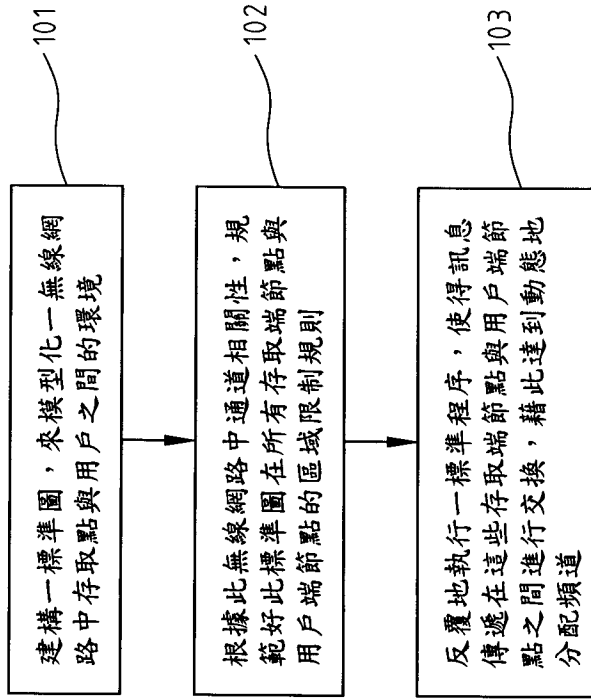 101
建構一標準圖，來模型化一無線網
路中存取點與用戶之間的環境
102
根據此無線網路中通道相關性，規
範好此標準圖在所有存取端節點與
用戶端節點的區域限制規則
103
反覆地執行一標準程序，使得訊息
傳遞在這些存取端節點與用戶端節
點之間進行交換，藉此達到動態地
分配頻道